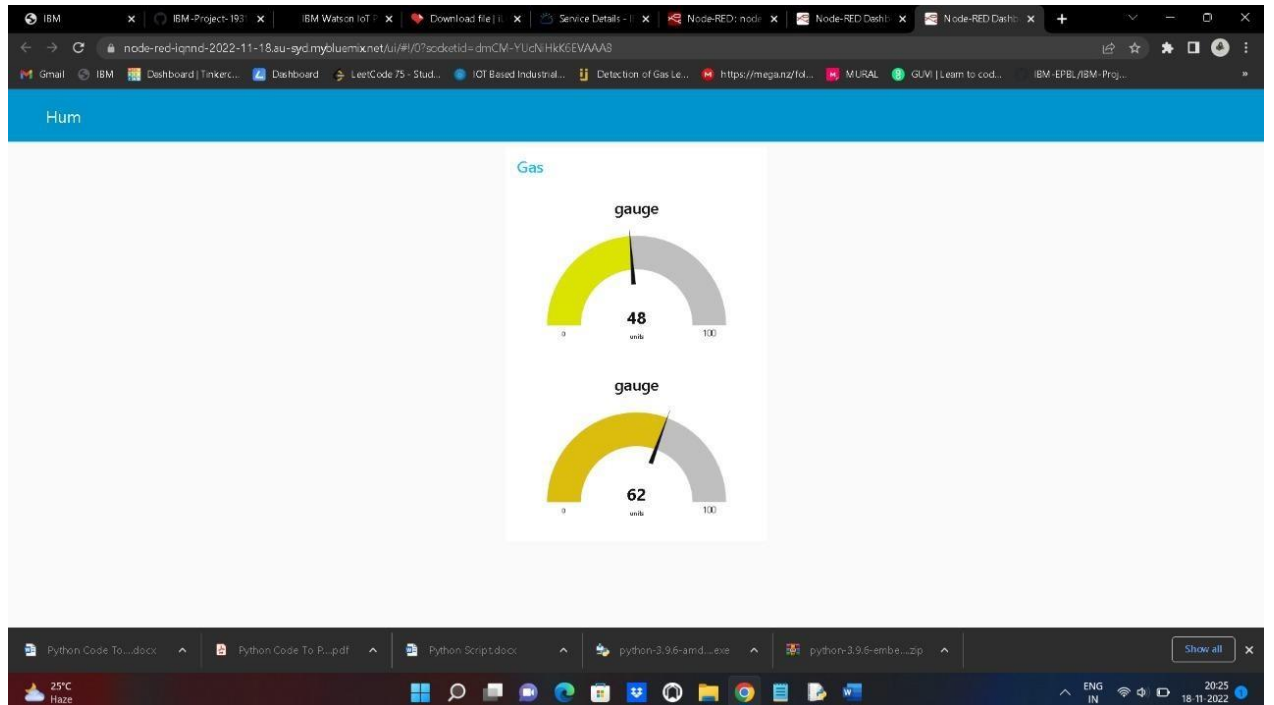 IBM
IBM-Project-193
IBM Watson IoT P
Download file | il
Service Details - I
Node-RED: node
Node-RED Dashb
Node-RED Dashb
node-red-iqnnd-2022-11-18.au-syd.mybluemix.net/ui/#!/0?socketid=dmCM-YUcNiHkK6EVAAA8
Gmail
IBM
Dashboard | Tinkerc...
Dashboard
LeetCode 75 - Stud...
IOT Based Industrial...
Detection of Gas Le...
https://mega.nz/fol...
MURAL
GUVI | Learn to cod...
IBM-EPBL/IBM-Proj...
Hum
Gas
gauge
48
units
0
100
gauge
62
units
0
100
Python Code To....docx
Python Code To P....pdf
Python Script.docx
python-3.9.6-amd....exe
python-3.9.6-embe....zip
Show all
25°C
Haze
ENG
IN
20:25
18-11-2022